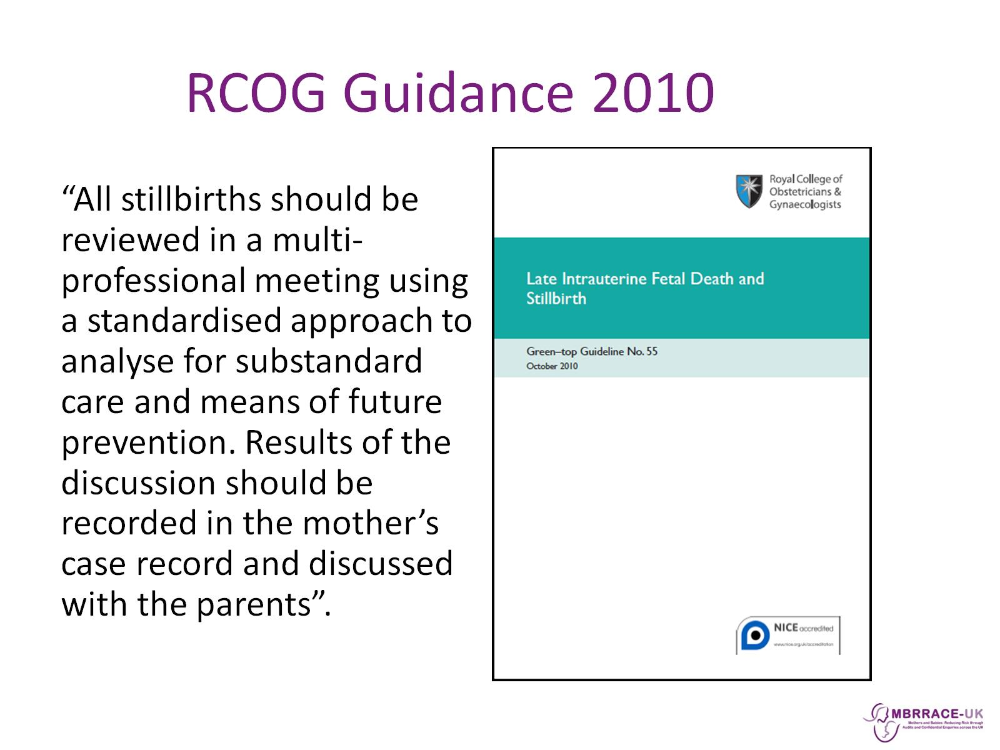 RCOG Guidance 2010
“All stillbirths should be
reviewed in a multi-
professional meeting using
a standardised approach to
analyse for substandard
care and means of future
prevention. Results of the
discussion should be
recorded in the mother’s
case record and discussed
with the parents”.
Royal College of
Obstetricians &
Gynaecologists
Late Intrauterine Fetal Death and
Stillbirth
Green–top Guideline No. 55
October 2010
NICE accredited
www.nice.org.uk/accreditation
MBRRACE-UK
Mothers and Babies: Reducing Risk through
Audits and Confidential Enquiries across the UK